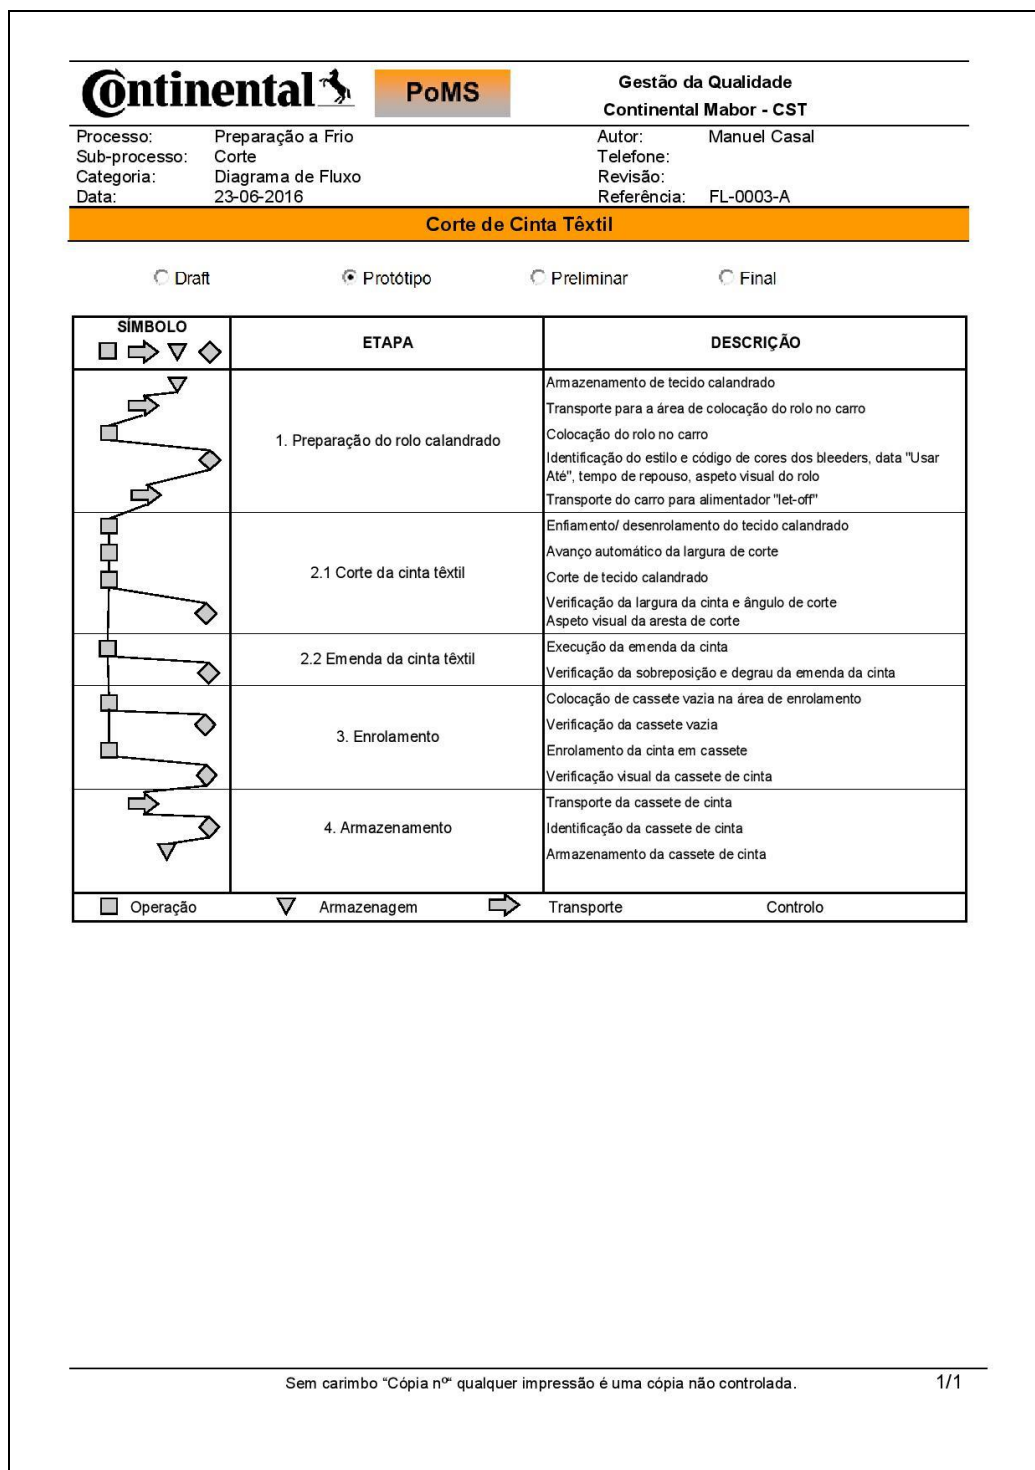 Continental
PoMS
Gestão da Qualidade
Continental Mabor - CST
Processo: Preparação a Frio
Autor: Manuel Casal
Sub-processo: Corte
Telefone:
Categoria: Diagrama de Fluxo
Revisão:
Data: 23-06-2016
Referência: FL-0003-A
Corte de Cinta Têxtil
Draft Protótipo Preliminar Final
SÍMBOLO ETAPA DESCRIÇÃO
1. Preparação do rolo calandrado
Armazenamento de tecido calandrado
Transporte para a área de colocação do rolo no carro
Colocação do rolo no carro
Identificação do estilo e código de cores dos bleeders, data "Usar
Até", tempo de repouso, aspeto visual do rolo
Transporte do carro para alimentador "let-off"
2.1 Corte da cinta têxtil
Enfiamento/ desenrolamento do tecido calandrado
Avanço automático da largura de corte
Corte de tecido calandrado
Verificação da largura da cinta e ângulo de corte
Aspeto visual da aresta de corte
2.2 Emenda da cinta têxtil
Execução da emenda da cinta
Verificação da sobreposição e degrau da emenda da cinta
3. Enrolamento
Colocação de cassete vazia na área de enrolamento
Verificação da cassete vazia
Enrolamento da cinta em cassete
Verificação visual da cassete de cinta
4. Armazenamento
Transporte da cassete de cinta
Identificação da cassete de cinta
Armazenamento da cassete de cinta
Operação Armazenagem Transporte Controlo
Sem carimbo “Cópia nº“ qualquer impressão é uma cópia não controlada.
1/1